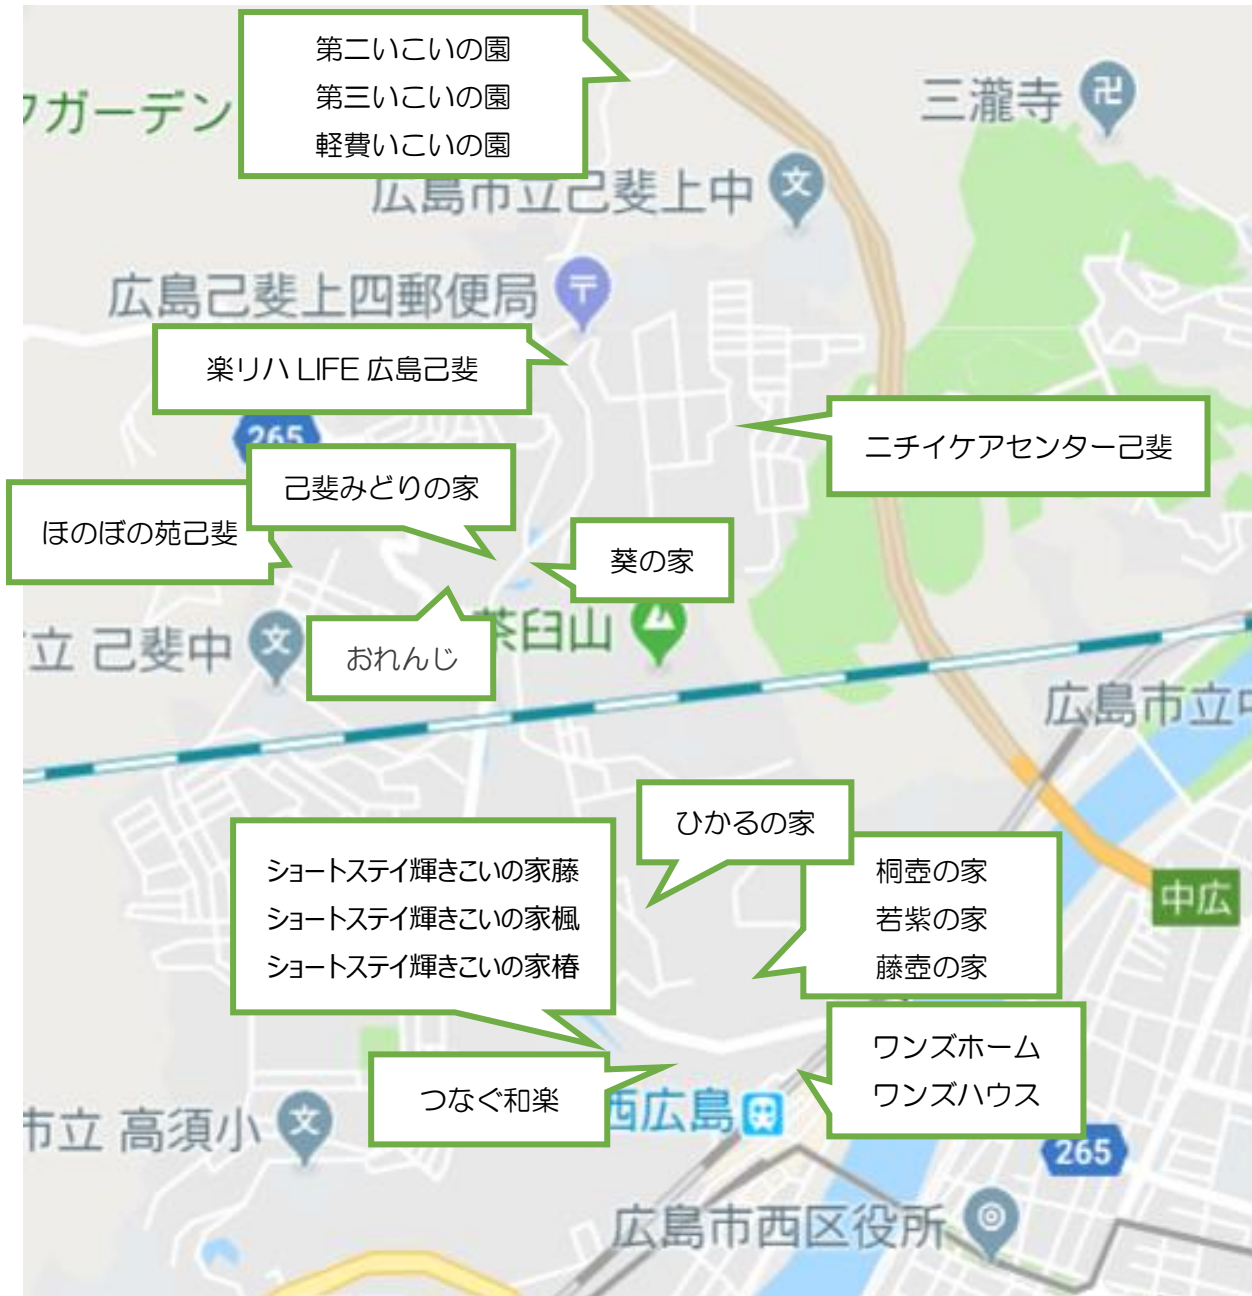 第二いこいの園
第三いこいの園
軽費いこいの園
フガーデン
三瀧寺
卍
広島市立己斐上中
文
広島己斐上四郵便局
〒
楽リハ LIFE 広島己斐
265
ニチイケアセンター己斐
己斐みどりの家
ほのぼの苑己斐
葵の家
茶臼山
立 己斐中
文
おれんじ
広島市立中
ひかるの家
ショートステイ輝きこいの家藤
ショートステイ輝きこいの家楓
ショートステイ輝きこいの家椿
桐壺の家
若紫の家
藤壺の家
中広
ワンズホーム
ワンズハウス
つなぐ和楽
西広島
市立 高須小
文
265
広島市西区役所